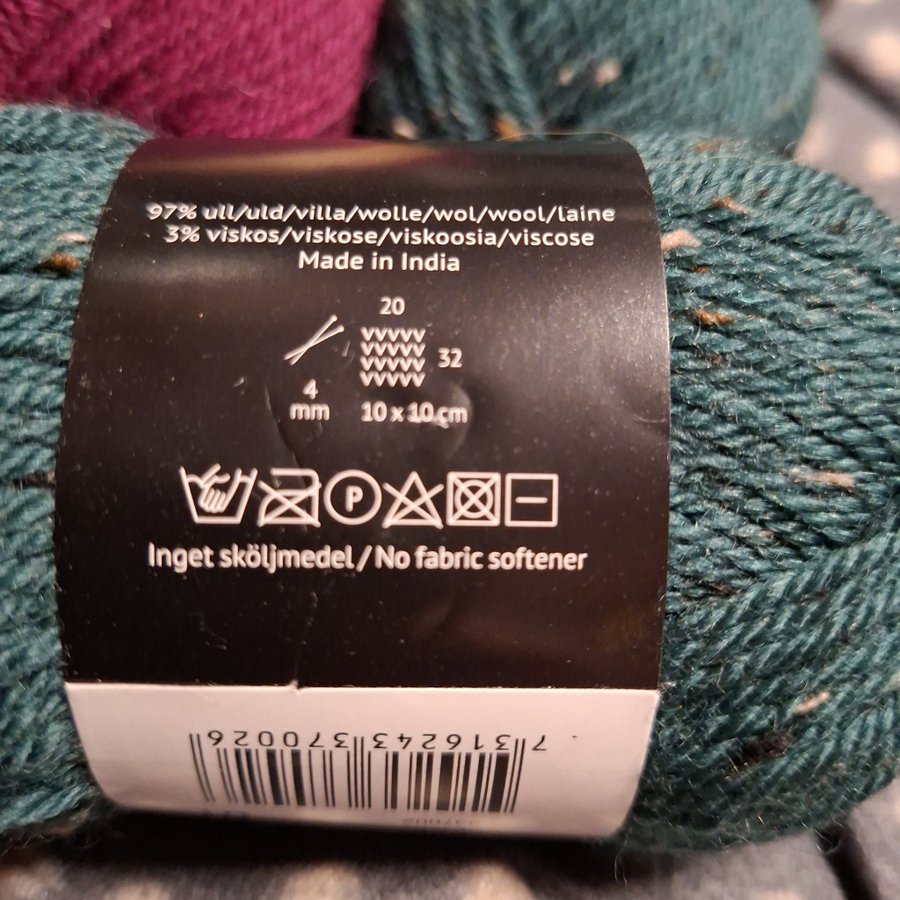 97% ull/uld/villa/wolle/wol/wool/laine
3% viskos/viskose/viskoosia/viscose
Made in India
20
32
4
mm
10 x 10 cm
P
Inget sköljmedel / No fabric softener
7 316243 370026